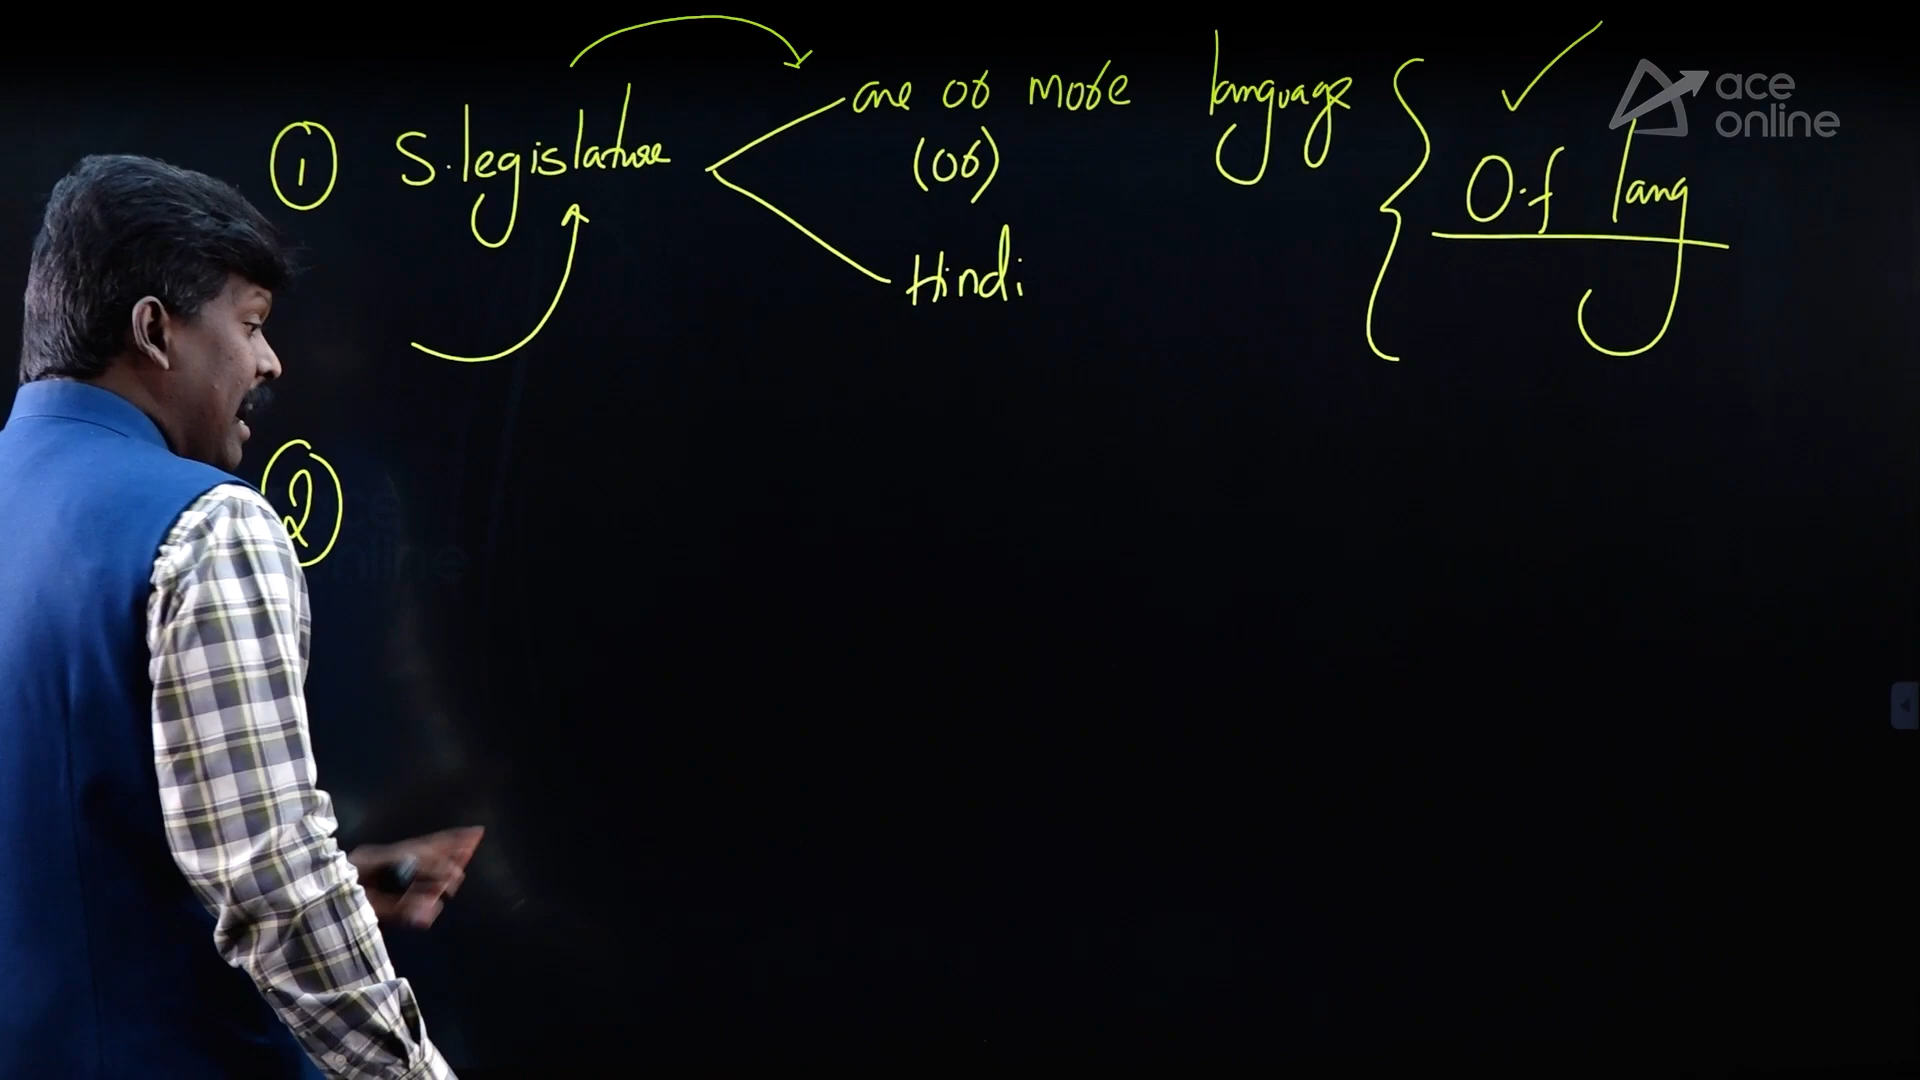 ① S.legislature one or more language
(or)
Hindi
O.f lang
②
ace
online